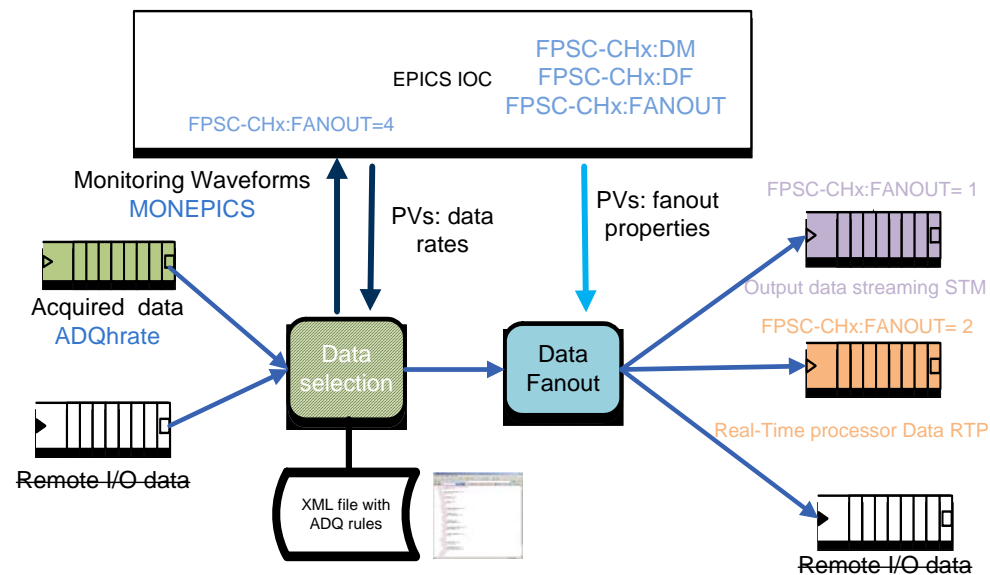 FPSC-CHx:DM
EPICS IOC
FPSC-CHx:DF
FPSC-CHx:FANOUT
FPSC-CHx:FANOUT=4
Monitoring Waveforms
MONEPICS
PVs: data
rates
PVs: fanout
properties
FPSC-CHx:FANOUT= 1
Output data streaming STM
Acquired data
ADQhrate
Data
selection
Data
Fanout
FPSC-CHx:FANOUT= 2
Real-Time processor Data RTP
Remote I/O data
XML file with
ADQ rules
Remote I/O data